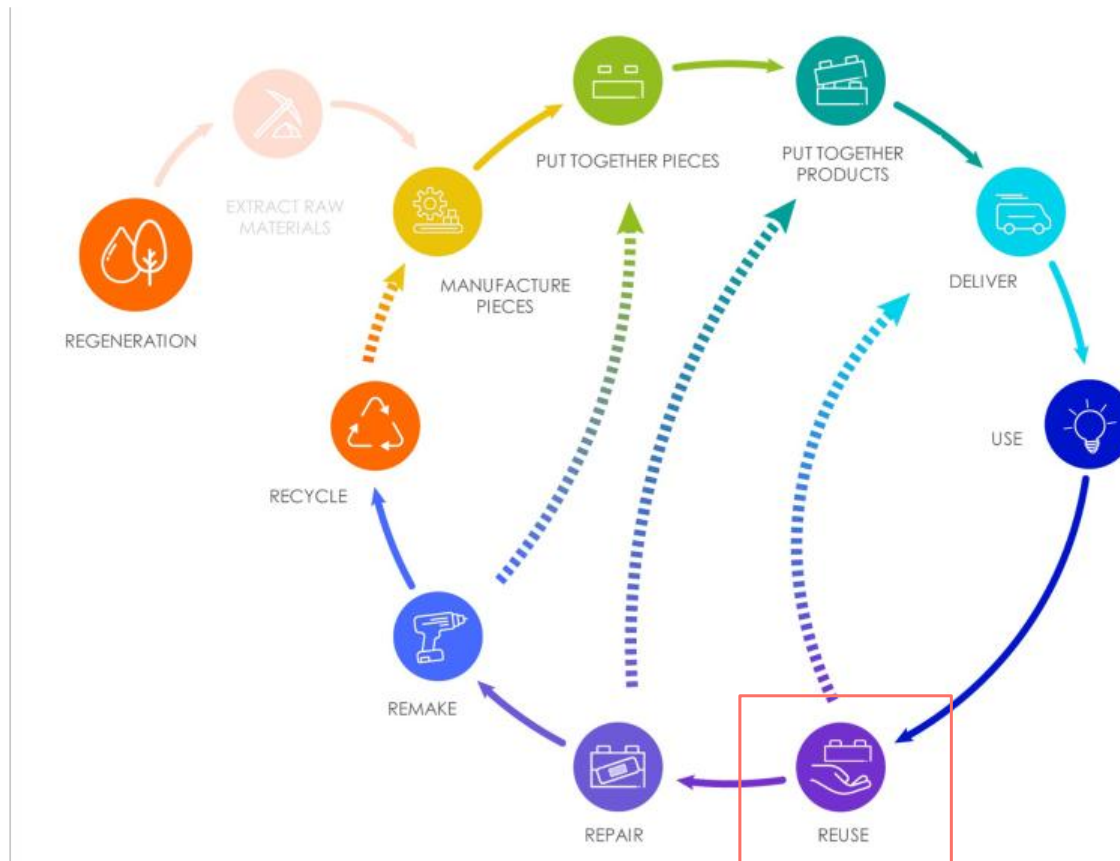 PUT TOGETHER PIECES
PUT TOGETHER
PRODUCTS
EXTRACT RAW
MATERIALS
MANUFACTURE
PIECES
DELIVER
REGENERATION
USE
RECYCLE
REMAKE
REPAIR
REUSE